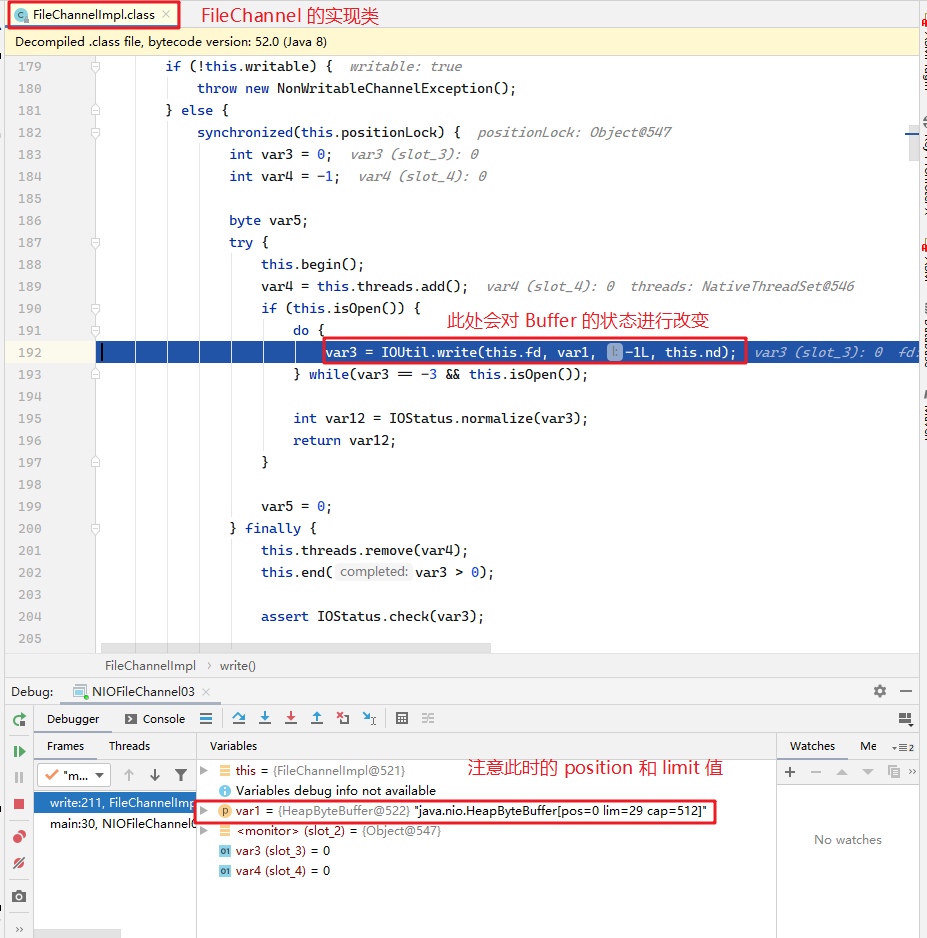 FileChannelImpl.class × FileChannel 的实现类
Decompiled .class file, bytecode version: 52.0 (Java 8)
179 if (!this.writable) { writable: true
180 throw new NonWritableChannelException();
181 } else {
182 synchronized(this.positionLock) { positionLock: Object@547
183 int var3 = 0; var3 (slot_3): 0
184 int var4 = -1; var4 (slot_4): 0
185
186 byte var5;
187 try {
188 this.begin();
189 var4 = this.threads.add(); var4 (slot_4): 0 threads: NativeThreadSet@546
190 if (this.isOpen()) {
此处会对 Buffer 的状态进行改变
191 do {
192 var3 = IOUtil.write(this.fd, var1, l: -1L, this.nd); var3 (slot_3): 0 fd:
193 } while(var3 == -3 && this.isOpen());
194
195 int var12 = IOStatus.normalize(var3);
196 return var12;
197 }
198
199 var5 = 0;
200 } finally {
201 this.threads.remove(var4);
202 this.end( completed: var3 > 0);
203
204 assert IOStatus.check(var3);
205
FileChannelImpl › write()
Debug: NIOFileChannel03 ×
Debugger Console
Frames Threads Variables Watches Me 2
"m...
this = {FileChannelImpl@521}
注意此时的 position 和 limit 值
Variables debug info not available
write:211, FileChannelImp
var1 = {HeapByteBuffer@522} "java.nio.HeapByteBuffer[pos=0 lim=29 cap=512]"
main:30, NIOFileChannel0
<monitor> (slot_2) = {Object@547}
var3 (slot_3) = 0
var4 (slot_4) = 0
No watches